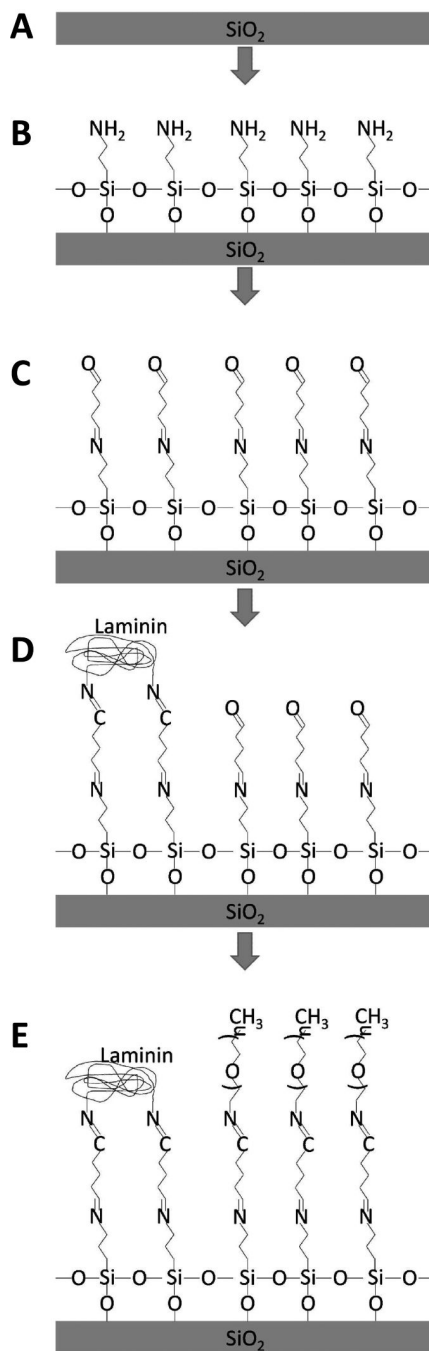 A
SiO2
B
NH2 NH2 NH2 NH2 NH2
O Si O Si O Si O Si O Si O
O O O O O
SiO2
C
O O O O O
N N N N N
O Si O Si O Si O Si O Si O
O O O O O
SiO2
D
Laminin
N N
C C
O O O
N N N N N
O Si O Si O Si O Si O Si O
O O O O O
SiO2
E
CH3 CH3 CH3
n n n
Laminin
( O ) ( O ) ( O )
N N N N N
C C C C C
N N N N N
O Si O Si O Si O Si O Si O
O O O O O
SiO2